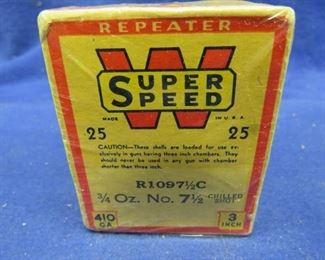 REPEATER
W
SUPER
SPEED
MADE IN U.S.A.
25 25
CAUTION—These shells are loaded for use ex-
clusively in guns having three inch chambers. They
should never be used in any gun with chamber
shorter than three inch.
R1097½C
¾ Oz. No. 7½ CHILLED SHOT
410 GA 3 INCH